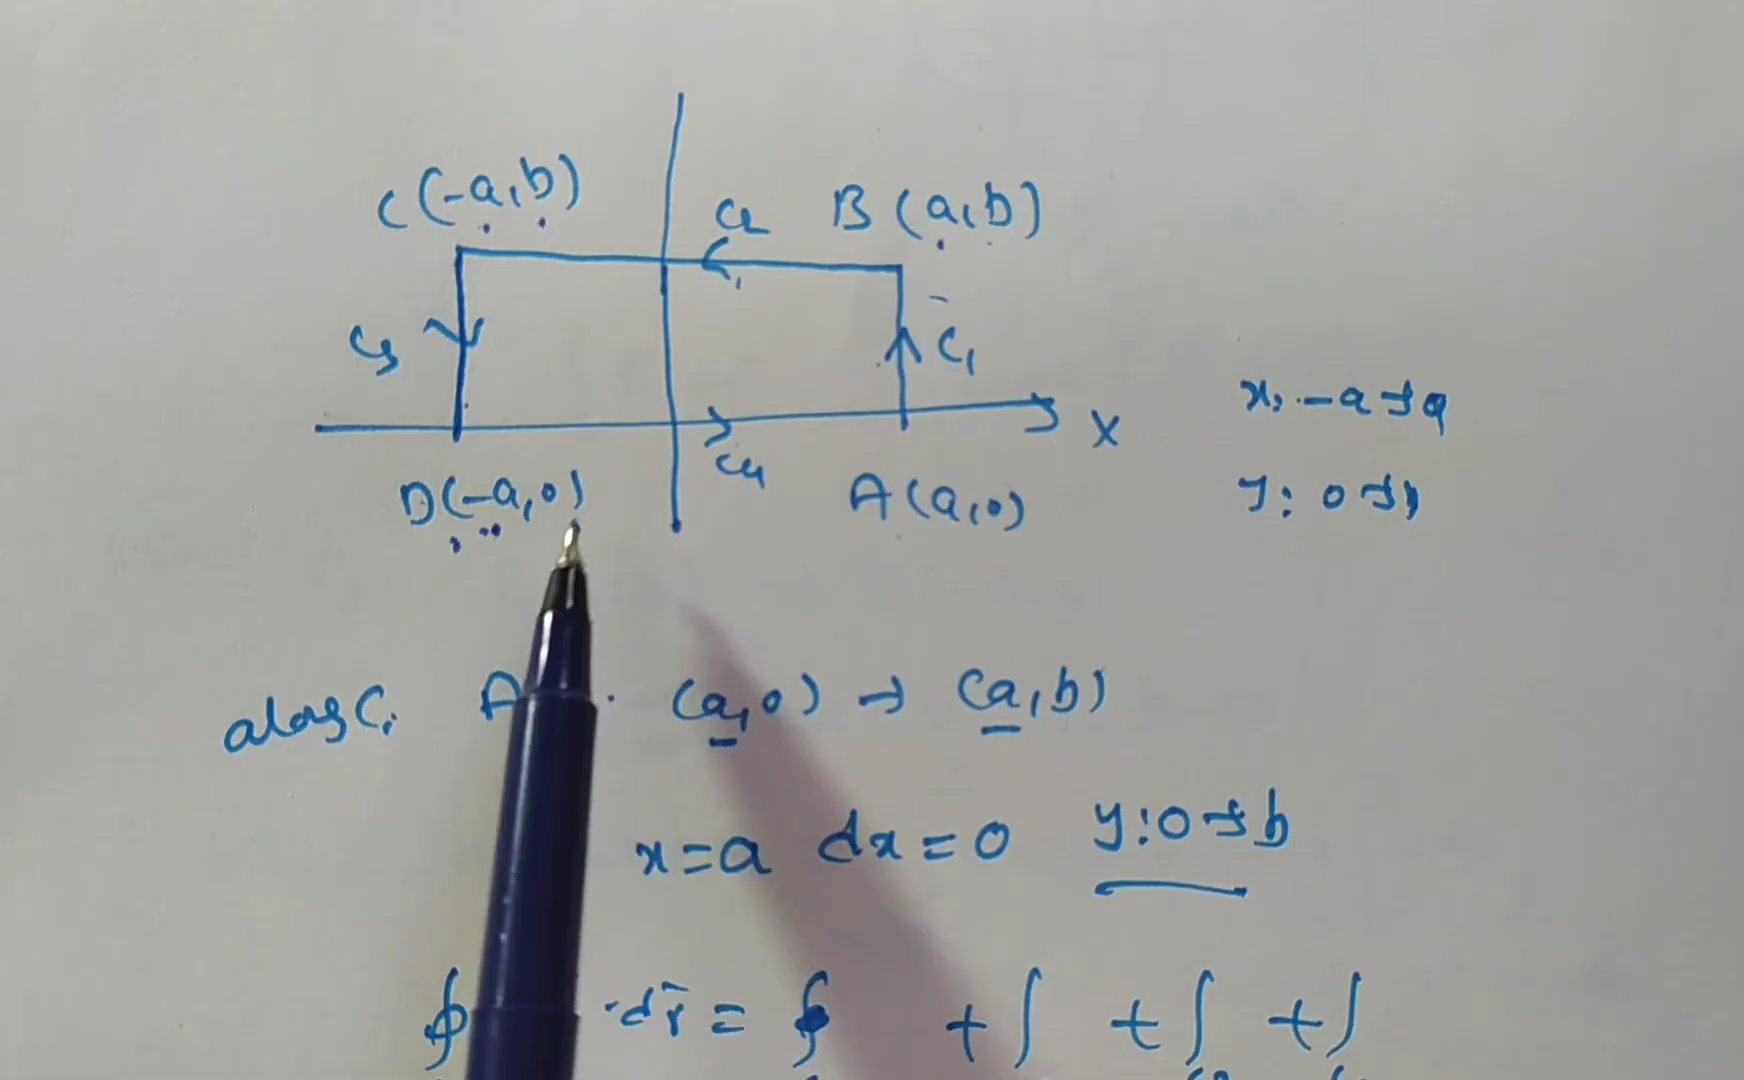 C(-a,b) C2 B(a,b)
C3 C1
x: -a to a
X
C4
D(-a,0) A(a,0) y: 0 to b
along C1 A (a,0) → (a,b)
x=a dx=0 y:0 to b
∮ ·dr̄ = ∮ + ∫ + ∫ + ∫